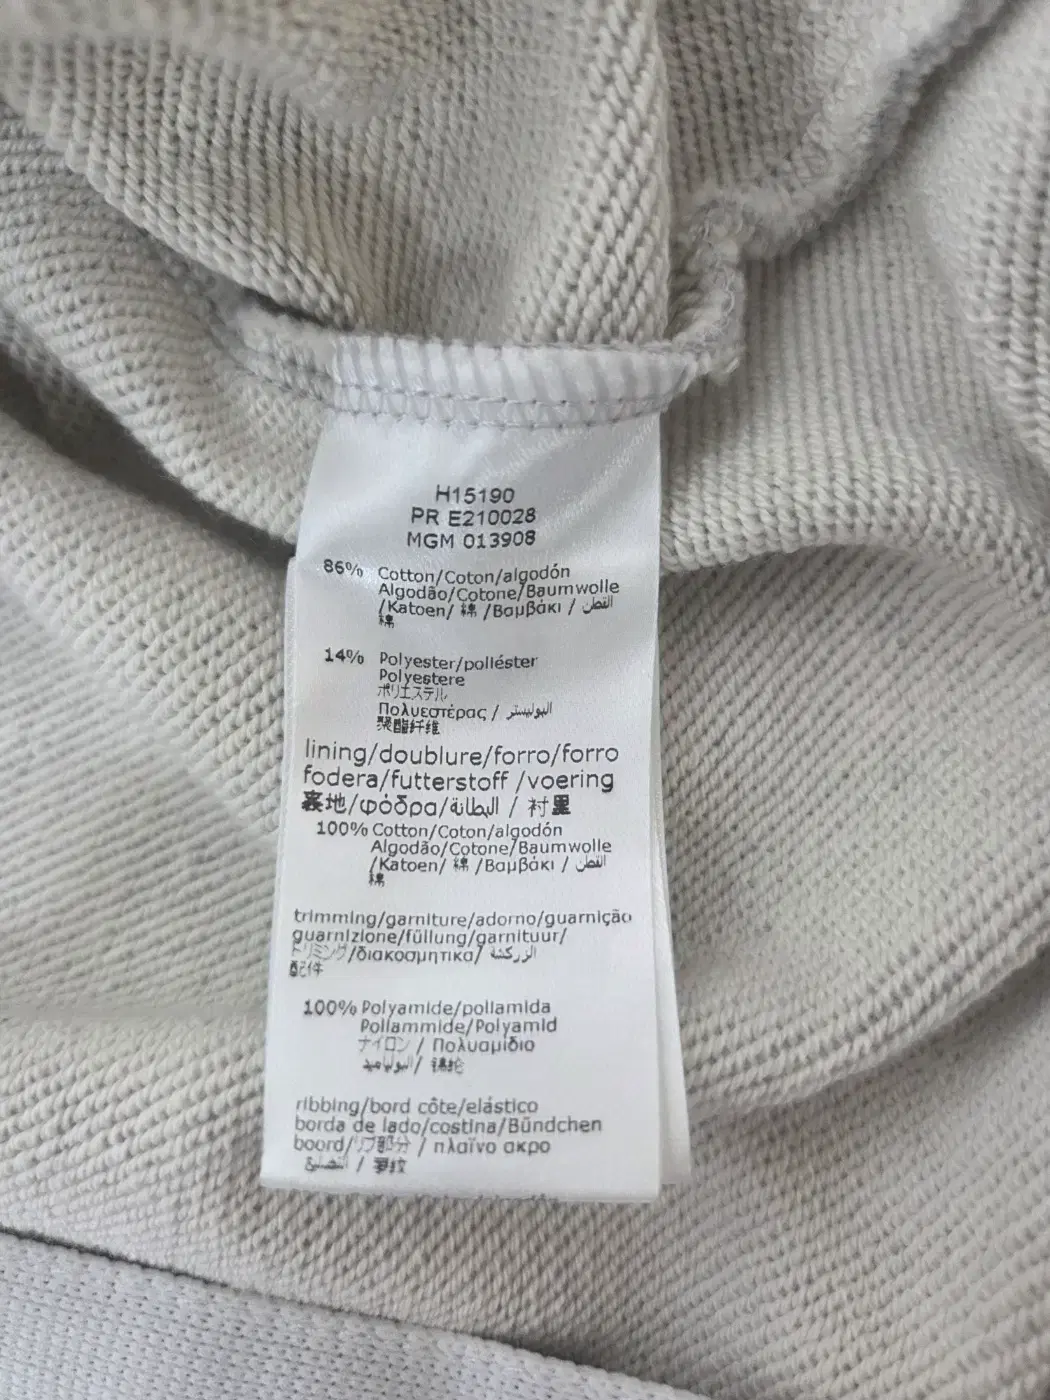 H15190
PR E210028
MGM 013908
86% Cotton/Coton/algodón
Algodão/Cotone/Baumwolle
/Katoen/ 綿 /Βαμβάκι / القطن
棉
14% Polyester/poliéster
Polyestere
ポリエステル
Πολυεστέρας / البوليستر
聚酯纤维
lining/doublure/forro/forro
fodera/futterstoff /voering
裏地/φόδρα/البطانة / 衬里
100% Cotton/Coton/algodón
Algodão/Cotone/Baumwolle
/Katoen/ 綿 /Βαμβάκι / القطن
棉
trimming/garniture/adorno/guarnição
guarnizione/füllung/garnituur/
トリミング/διακοσμητικα/ الزركشة
配件
100% Polyamide/poliamida
Poliammide/Polyamid
ナイロン / Πολυαμίδιο
البولياميد / 锦纶
ribbing/bord côte/elástico
borda de lado/costina/Bündchen
boord/リブ部分 / πλαϊνο ακρο
التضليع / 罗纹